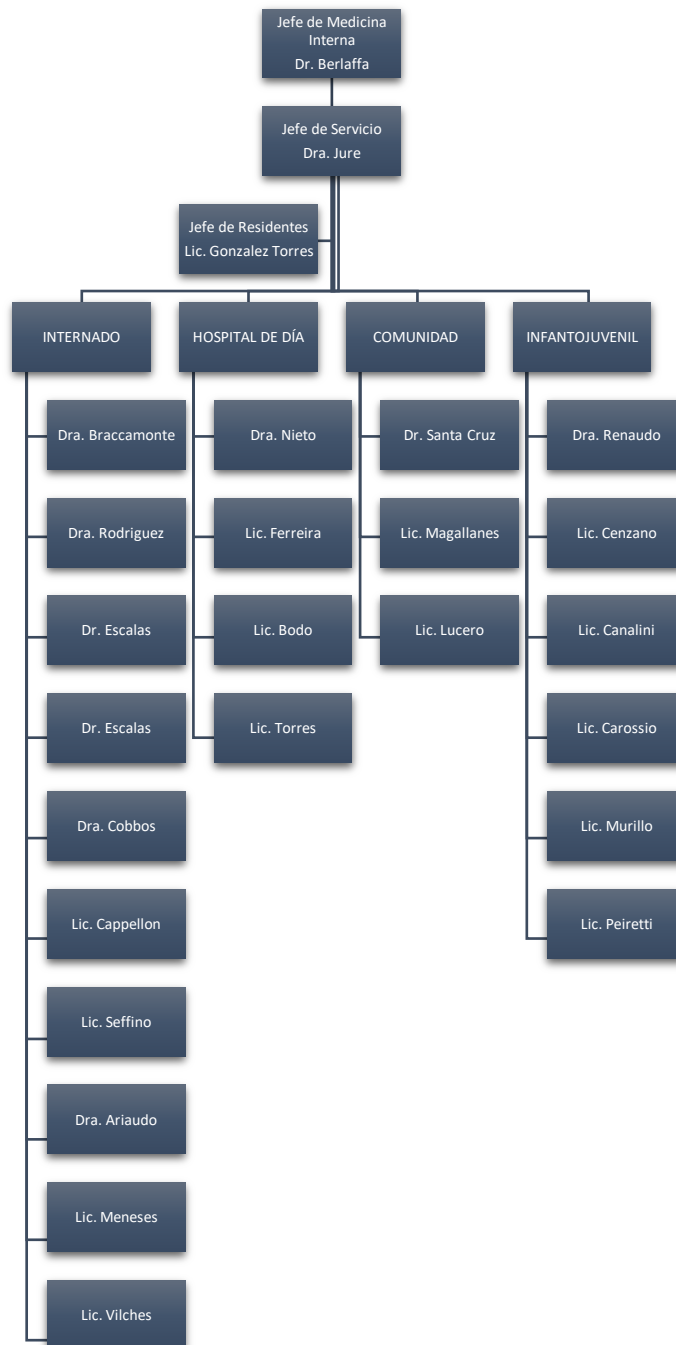 Jefe de Medicina
Interna
Dr. Berlaffa
Jefe de Servicio
Dra. Jure
Jefe de Residentes
Lic. Gonzalez Torres
INTERNADO
Dra. Braccamonte
Dra. Rodriguez
Dr. Escalas
Dr. Escalas
Dra. Cobbos
Lic. Cappellon
Lic. Seffino
Dra. Ariaudo
Lic. Meneses
Lic. Vilches
HOSPITAL DE DÍA
Dra. Nieto
Lic. Ferreira
Lic. Bodo
Lic. Torres
COMUNIDAD
Dr. Santa Cruz
Lic. Magallanes
Lic. Lucero
INFANTOJUVENIL
Dra. Renaudo
Lic. Cenzano
Lic. Canalini
Lic. Carossio
Lic. Murillo
Lic. Peiretti